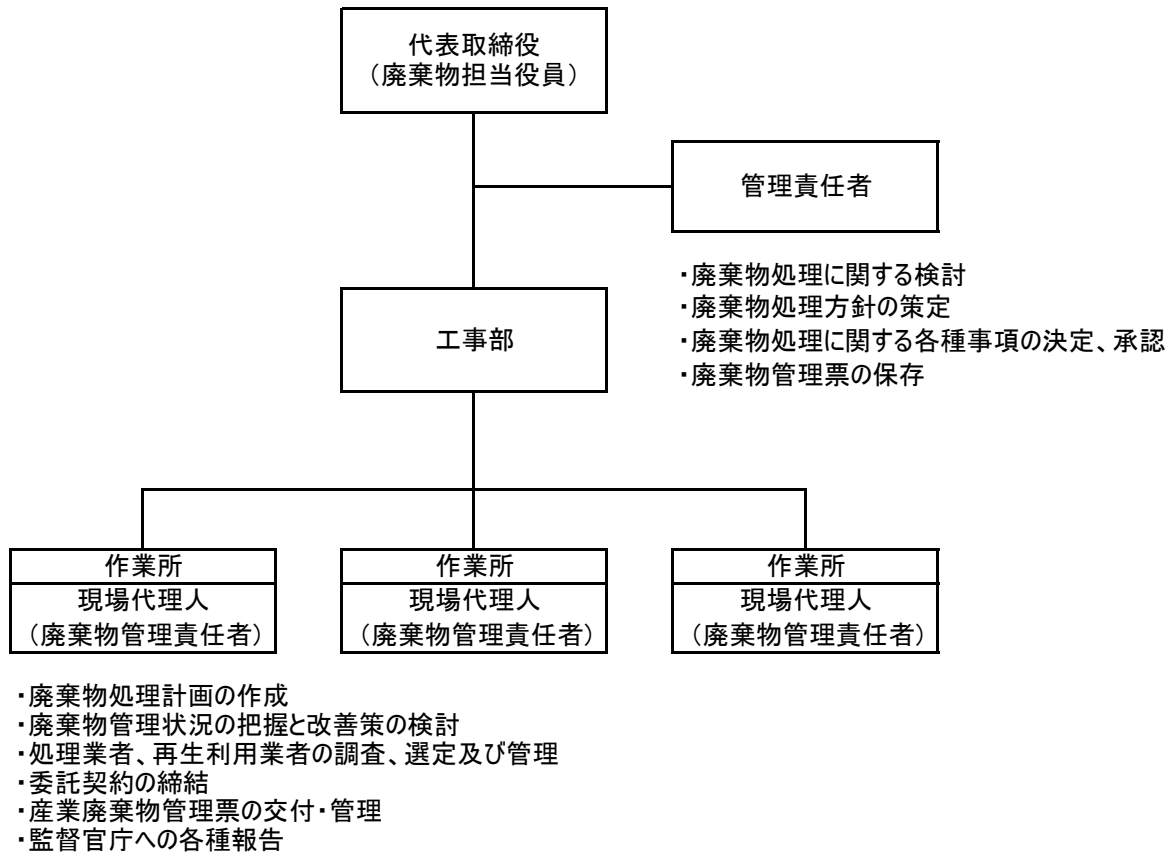 代表取締役
（廃棄物担当役員）
管理責任者
・廃棄物処理に関する検討
・廃棄物処理方針の策定
・廃棄物処理に関する各種事項の決定、承認
・廃棄物管理票の保存
工事部
作業所
現場代理人
（廃棄物管理責任者）
作業所
現場代理人
（廃棄物管理責任者）
作業所
現場代理人
（廃棄物管理責任者）
・廃棄物処理計画の作成
・廃棄物管理状況の把握と改善策の検討
・処理業者、再生利用業者の調査、選定及び管理
・委託契約の締結
・産業廃棄物管理票の交付・管理
・監督官庁への各種報告